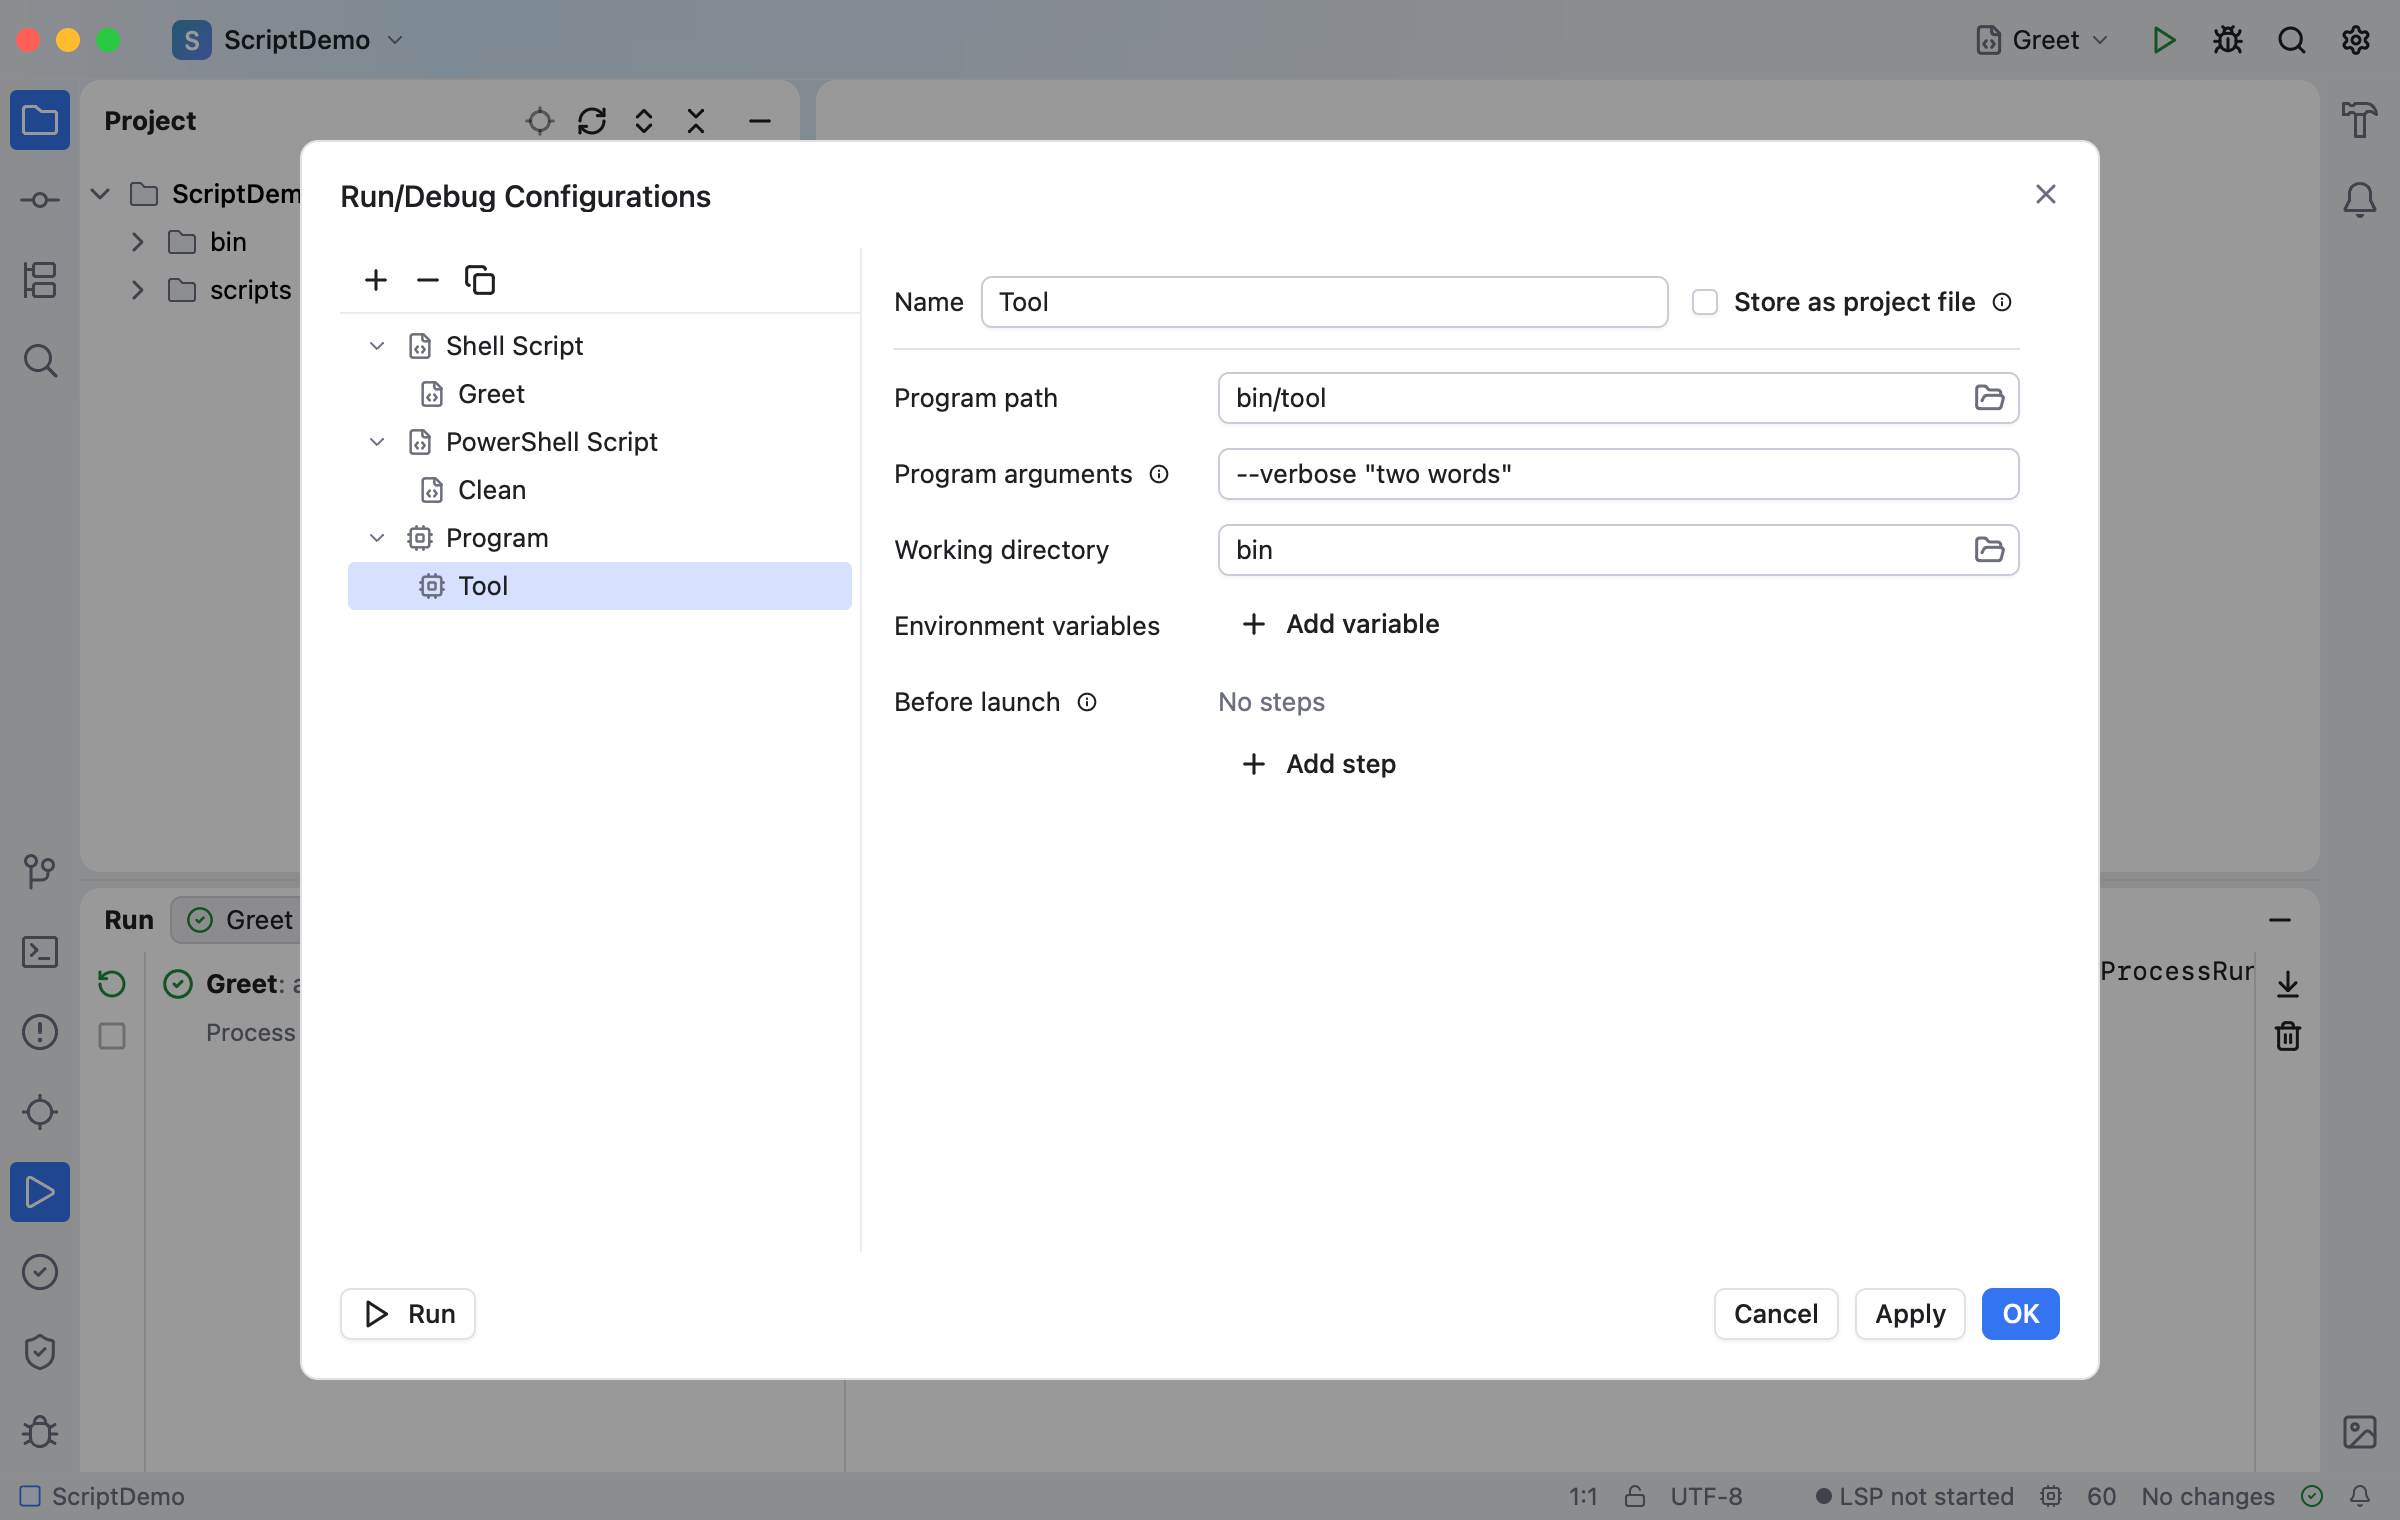 S ScriptDemo
Greet
Project
ScriptDem
bin
scripts
Run/Debug Configurations
Shell Script
Greet
PowerShell Script
Clean
Program
Tool
Name Tool Store as project file
Program path bin/tool
Program arguments --verbose "two words"
Working directory bin
Environment variables Add variable
Before launch No steps
Add step
Run Cancel Apply OK
Run Greet
Greet:
Process
ProcessRun
ScriptDemo 1:1 UTF-8 LSP not started 60 No changes